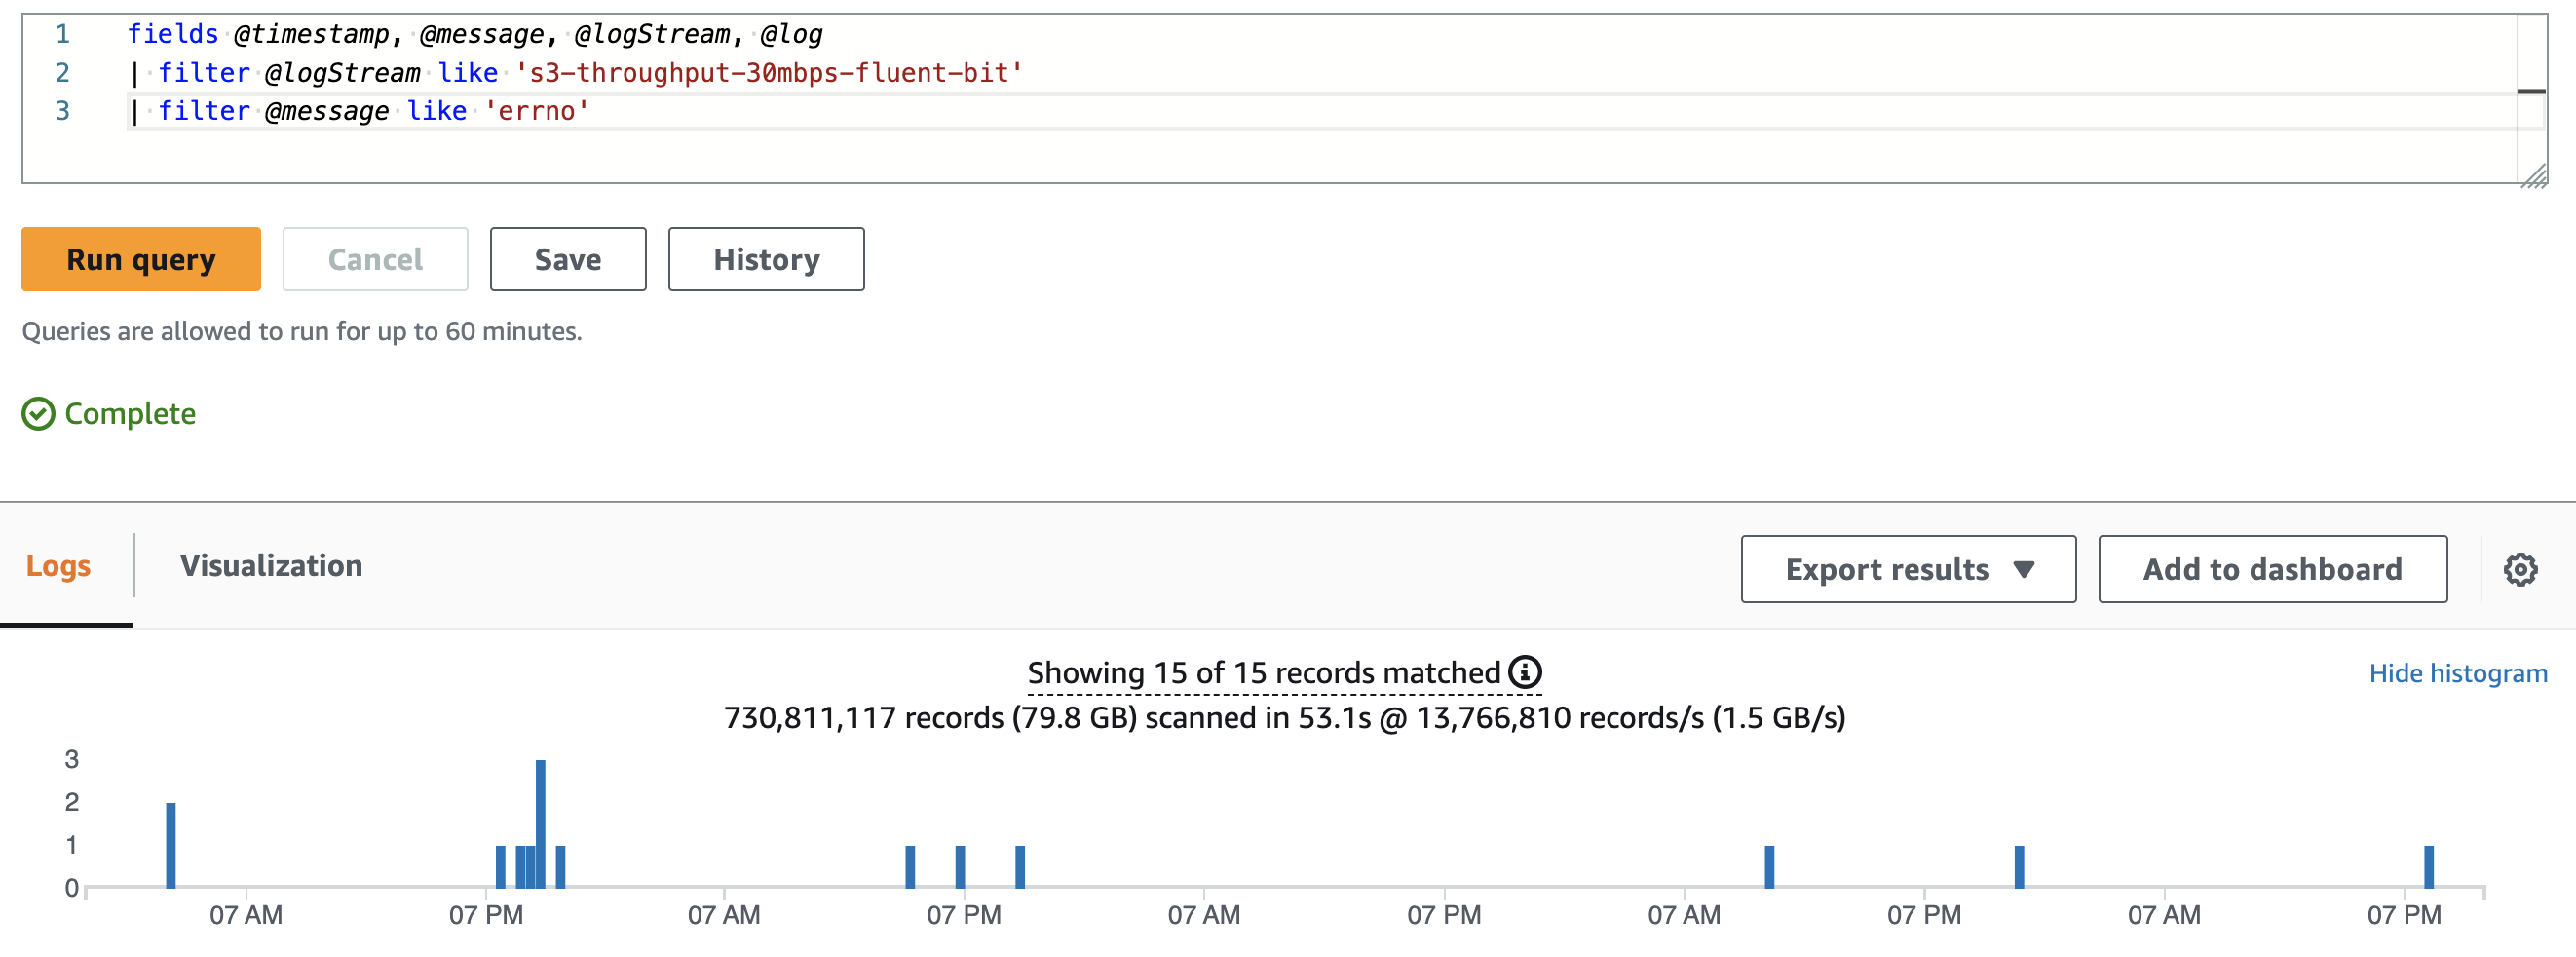 1 fields @timestamp, @message, @logStream, @log
2 | filter @logStream like 's3-throughput-30mbps-fluent-bit'
3 | filter @message like 'errno'
Run query Cancel Save History
Queries are allowed to run for up to 60 minutes.
Complete
Logs Visualization Export results ▼ Add to dashboard
Showing 15 of 15 records matched
Hide histogram
730,811,117 records (79.8 GB) scanned in 53.1s @ 13,766,810 records/s (1.5 GB/s)
3
2
1
0
07 AM 07 PM 07 AM 07 PM 07 AM 07 PM 07 AM 07 PM 07 AM 07 PM